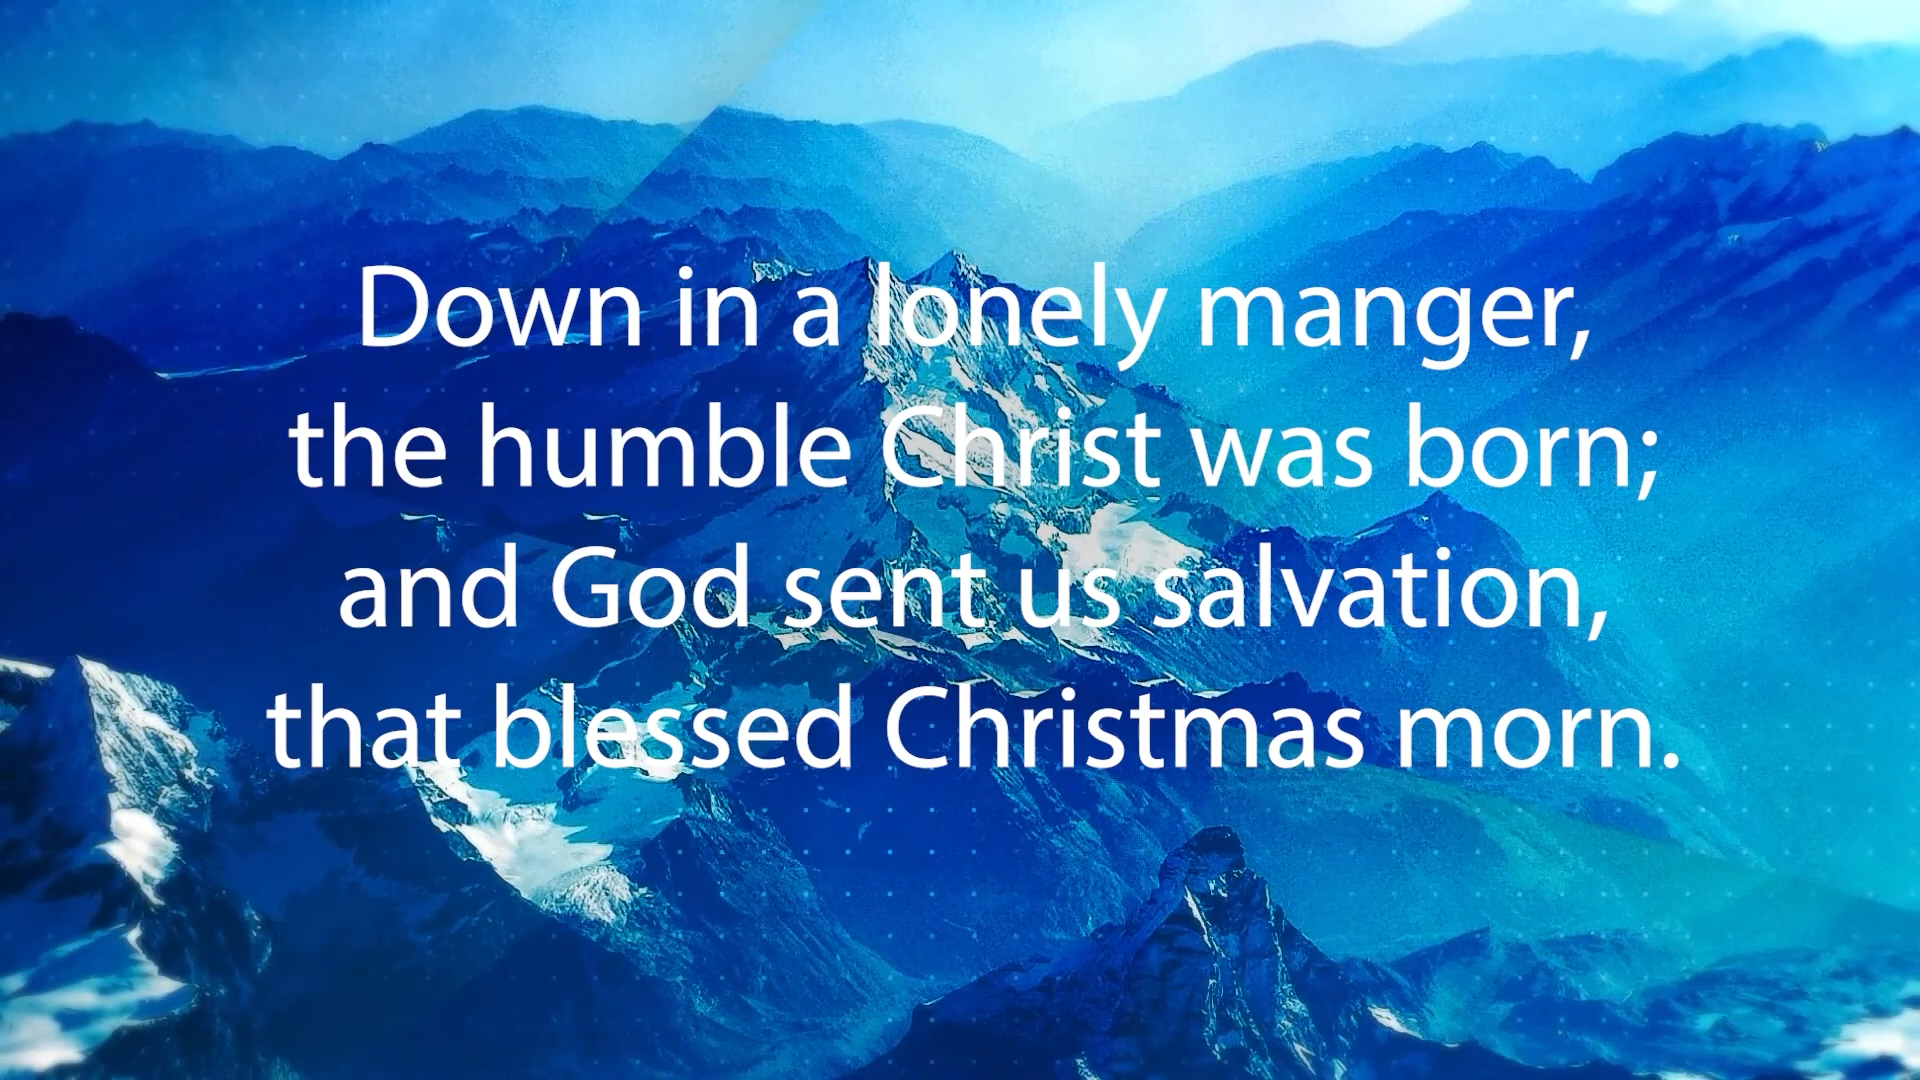 Down in a lonely manger,
the humble Christ was born;
and God sent us salvation,
that blessed Christmas morn.